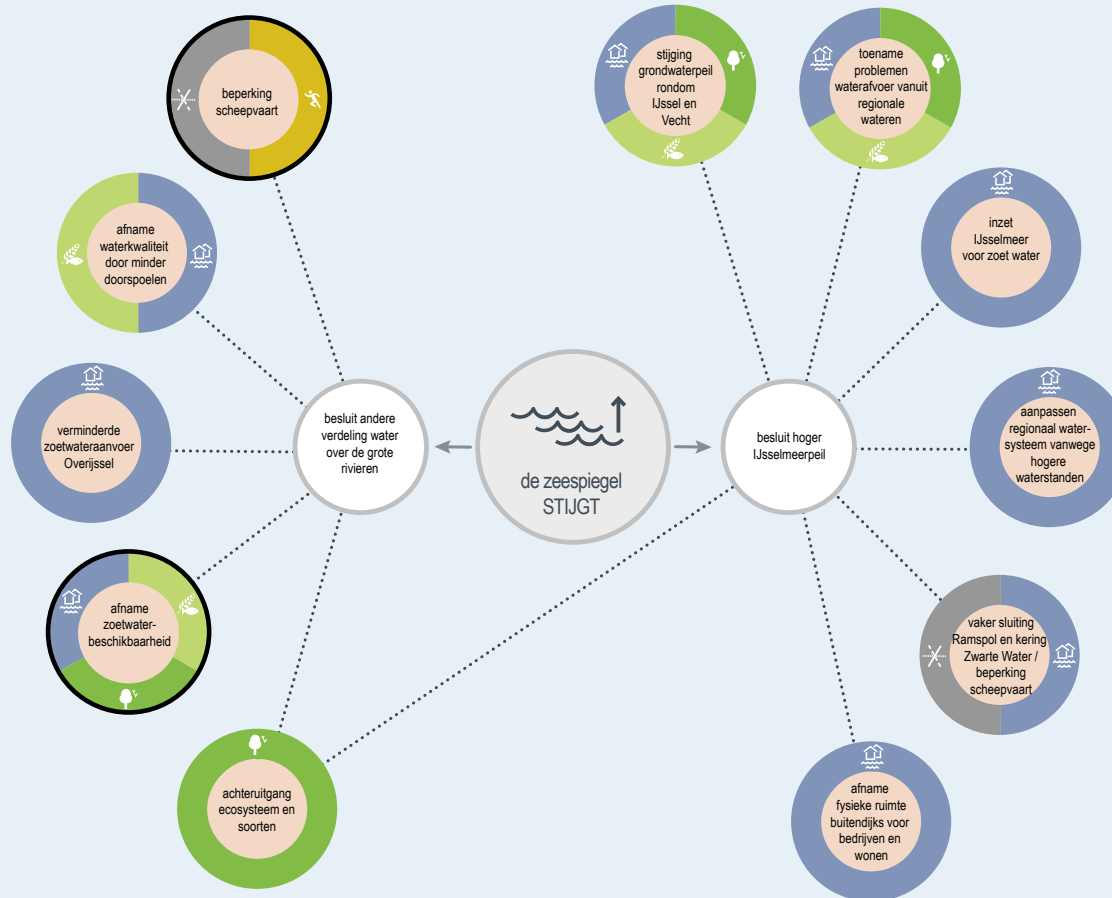 beperking
scheepvaart
stijging
grondwaterpeil
rondom
IJssel en
Vecht
toename
problemen
waterafvoer vanuit
regionale
wateren
afname
waterkwaliteit
door minder
doorspoelen
inzet
IJsselmeer
voor zoet water
verminderde
zoetwateraanvoer
Overijssel
besluit andere
verdeling water
over de grote
rivieren
de zeespiegel
STIJGT
besluit hoger
IJsselmeerpeil
aanpassen
regionaal water-
systeem vanwege
hogere
waterstanden
afname
zoetwater-
beschikbaarheid
vaker sluiting
Ramspol en kering
Zwarte Water /
beperking
scheepvaart
achteruitgang
ecosysteem en
soorten
afname
fysieke ruimte
buitendijks voor
bedrijven en
wonen